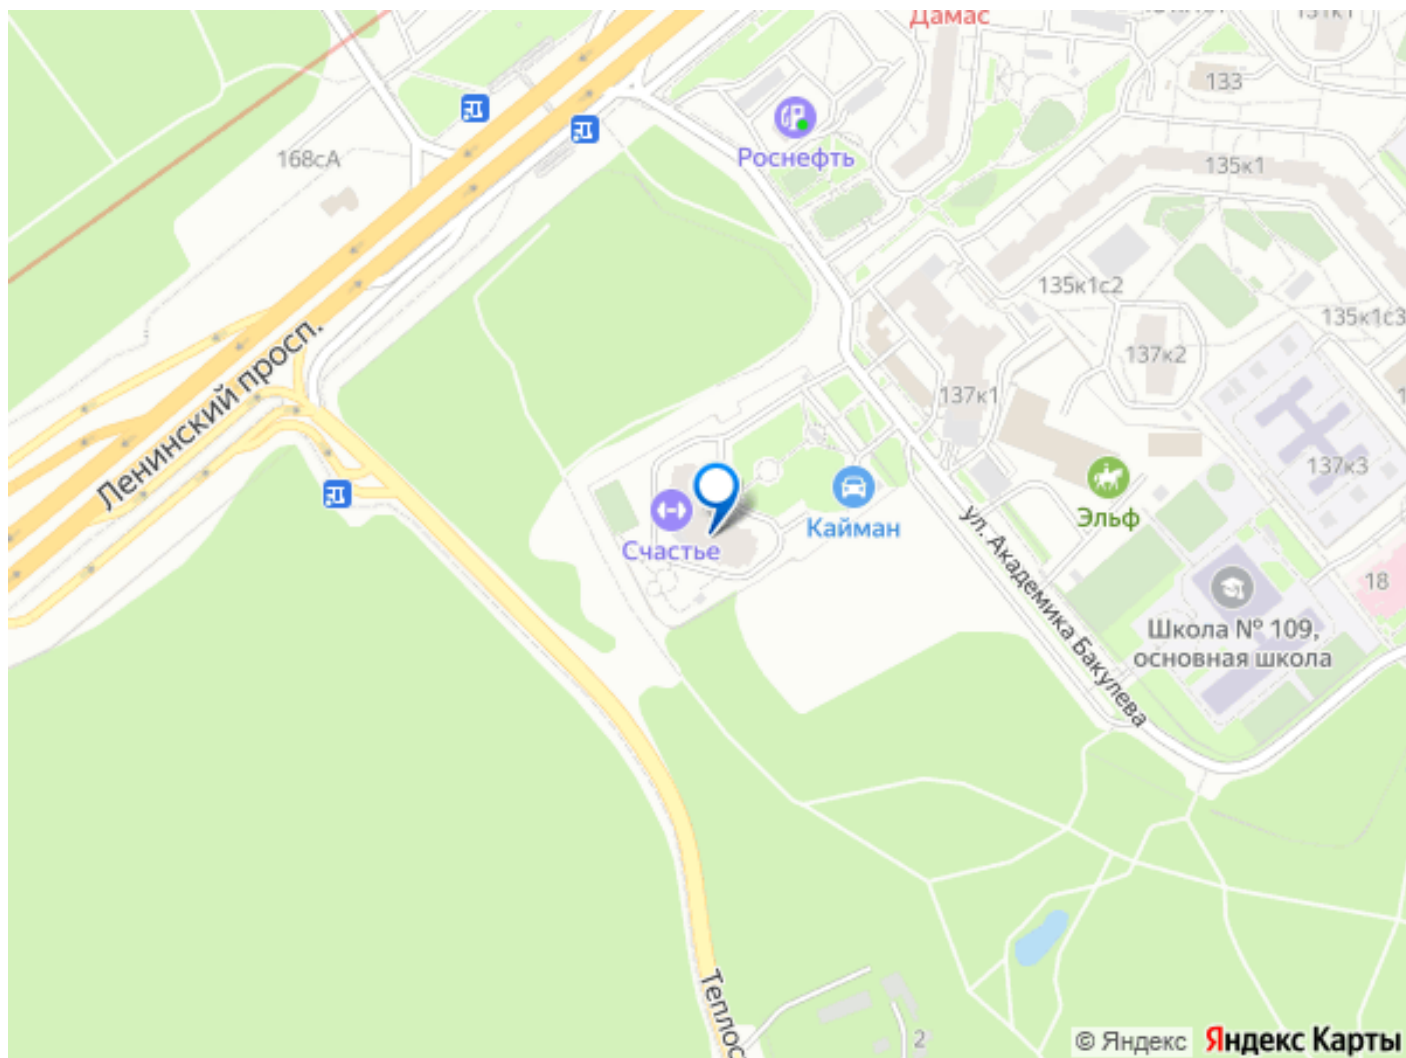 Дамас
133
168сА
Роснефть
135к1
135к1с2
135к1с3
137к2
Ленинский просп.
137к1
137к3
Кайман
Эльф
Счастье
ул. Академика Бакулева
18
Школа № 109,
основная школа
Теплос
2
© Яндекс
Яндекс Карты